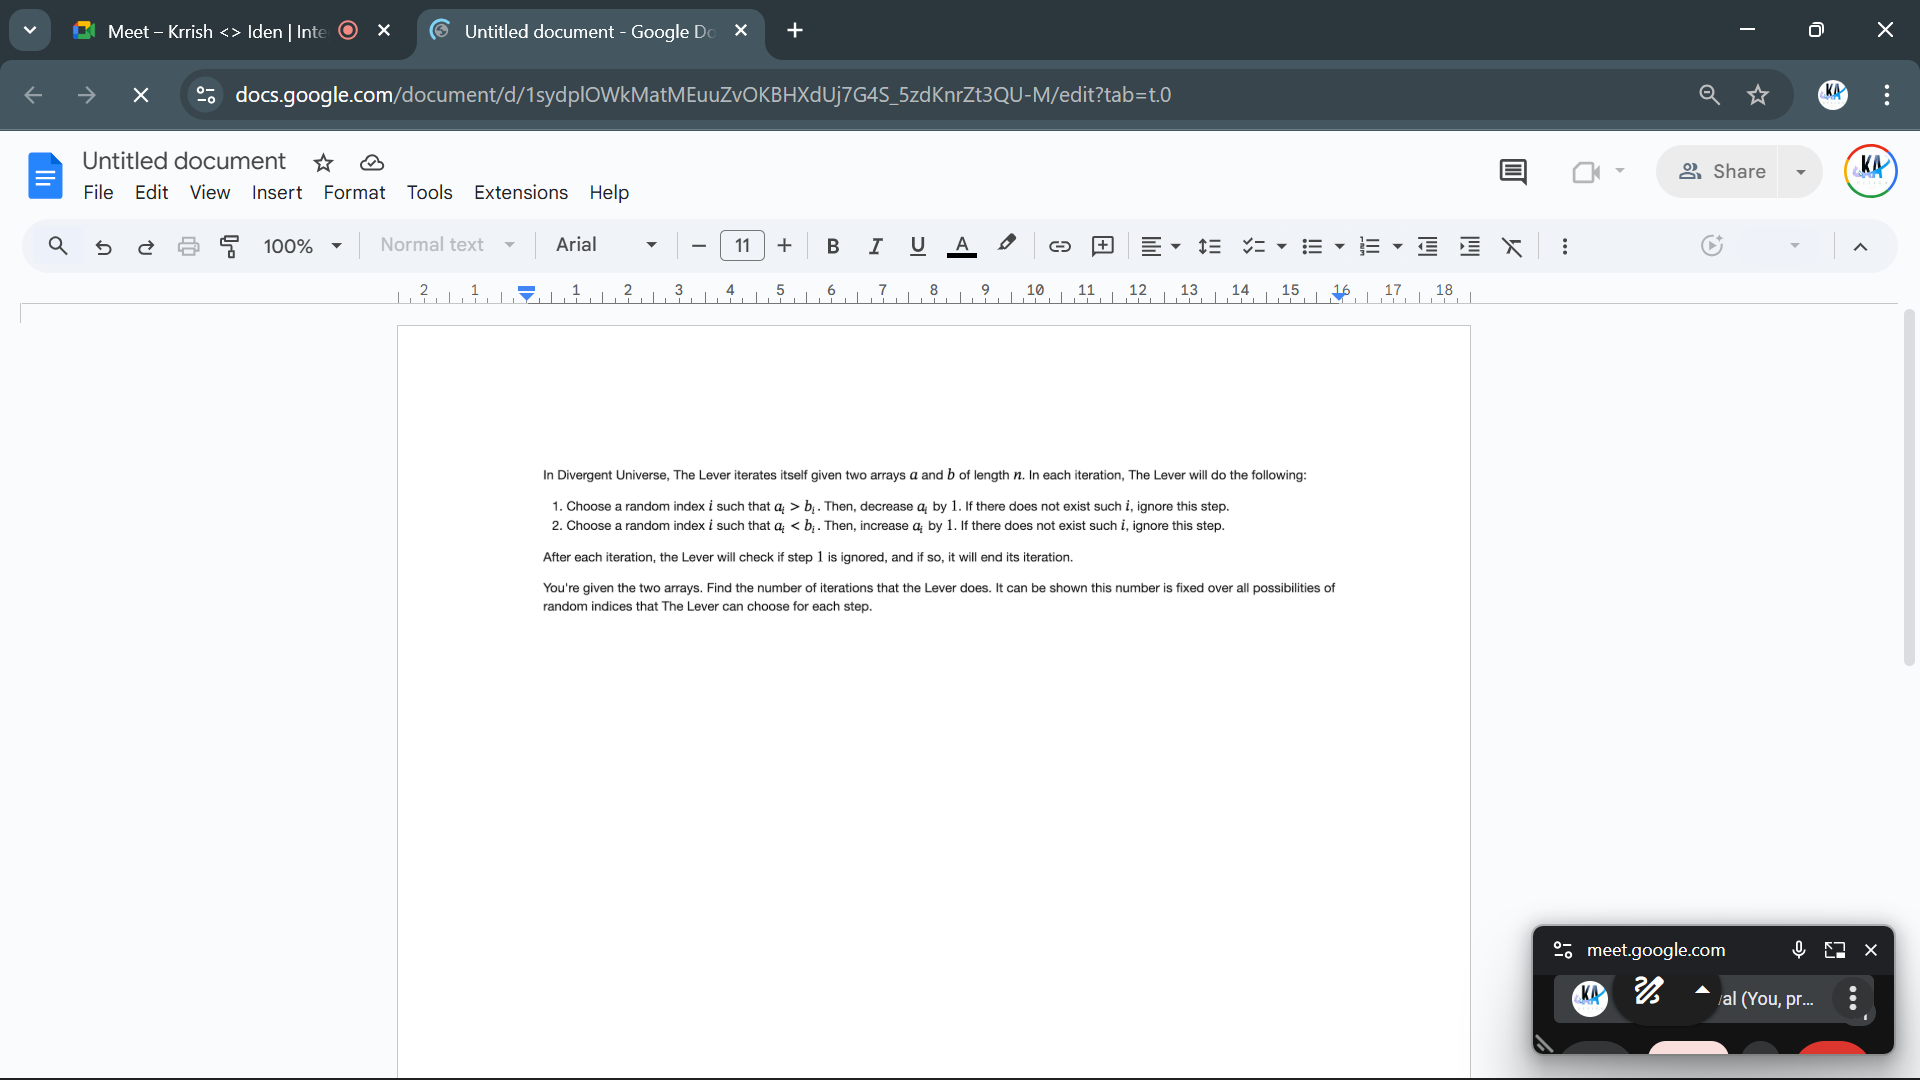 Meet – Krrish <> Iden | Inte
Untitled document - Google Do
docs.google.com/document/d/1sydplOWkMatMEuuZvOKBHXdUj7G4S_5zdKnrZt3QU-M/edit?tab=t.0
KA
Untitled document
File Edit View Insert Format Tools Extensions Help
Share
KA
100% Normal text Arial 11 B I U A
2 1 1 2 3 4 5 6 7 8 9 10 11 12 13 14 15 16 17 18
In Divergent Universe, The Lever iterates itself given two arrays a and b of length n. In each iteration, The Lever will do the following:
1. Choose a random index i such that aᵢ > bᵢ. Then, decrease aᵢ by 1. If there does not exist such i, ignore this step.
2. Choose a random index i such that aᵢ < bᵢ. Then, increase aᵢ by 1. If there does not exist such i, ignore this step.
After each iteration, the Lever will check if step 1 is ignored, and if so, it will end its iteration.
You're given the two arrays. Find the number of iterations that the Lever does. It can be shown this number is fixed over all possibilities of
random indices that The Lever can choose for each step.
meet.google.com
KA
al (You, pr...